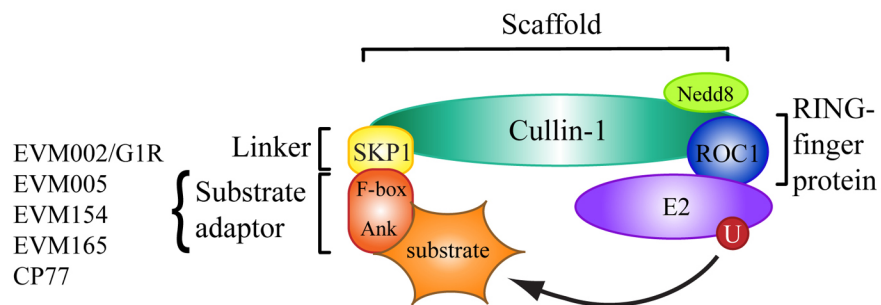 Scaffold
Nedd8
Cullin-1
RING-
finger
protein
Linker
SKP1
ROC1
EVM002/G1R
EVM005
EVM154
EVM165
CP77
Substrate
adaptor
F-box
Ank
substrate
E2
U